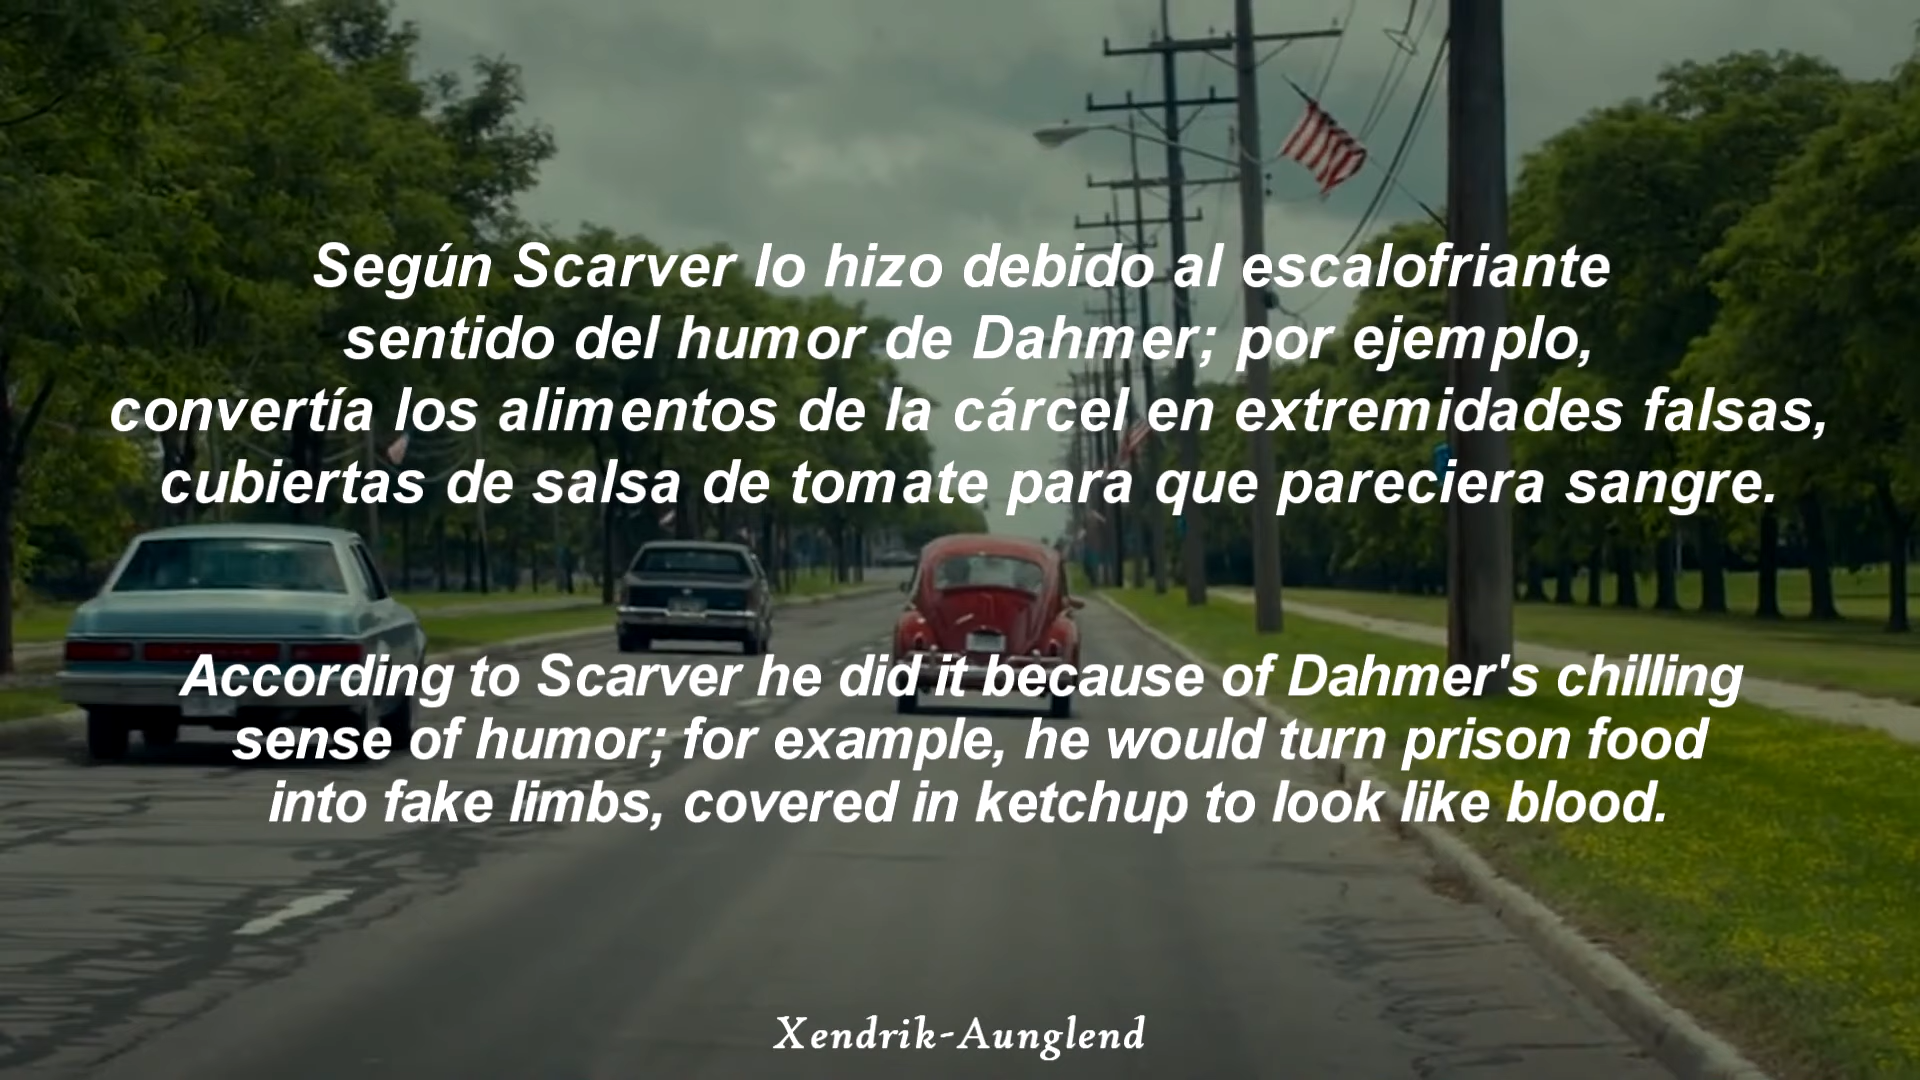 Según Scarver lo hizo debido al escalofriante
sentido del humor de Dahmer; por ejemplo,
convertía los alimentos de la cárcel en extremidades falsas,
cubiertas de salsa de tomate para que pareciera sangre.
According to Scarver he did it because of Dahmer's chilling
sense of humor; for example, he would turn prison food
into fake limbs, covered in ketchup to look like blood.
Xendrik-Aunglend